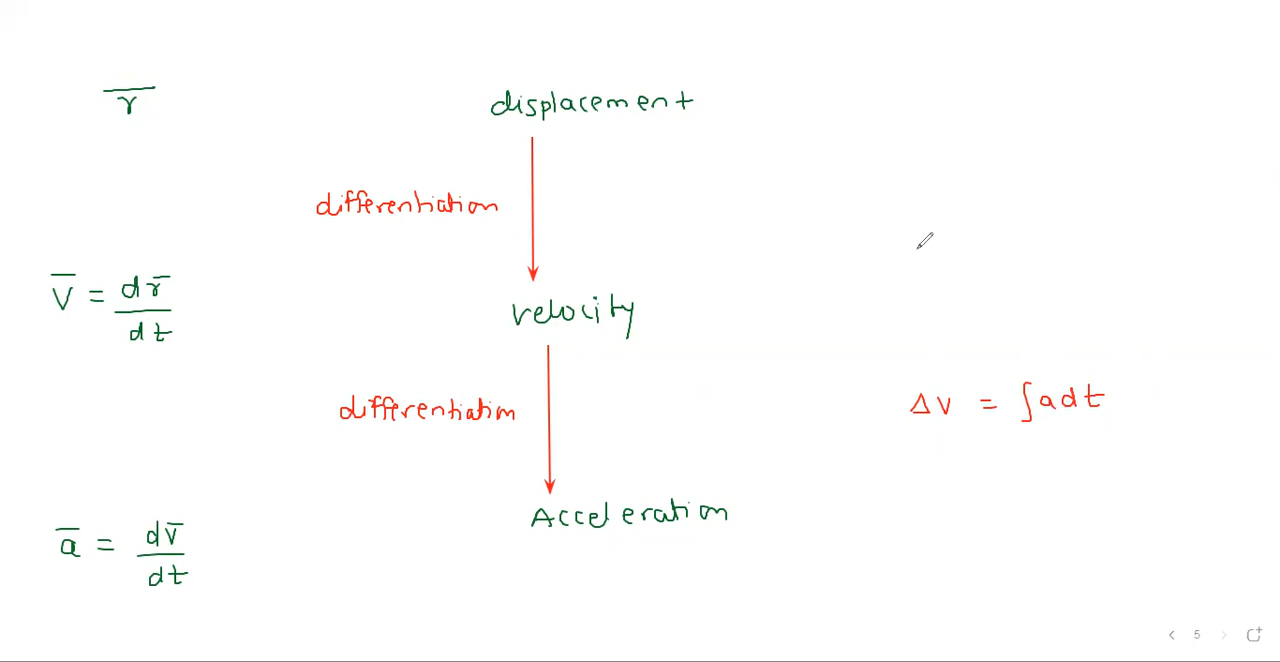 r̅
displacement
differentiation
v̅ = dr̅/dt
velocity
differentiation
Δv = ∫a dt
Acceleration
a̅ = dv̅/dt
5